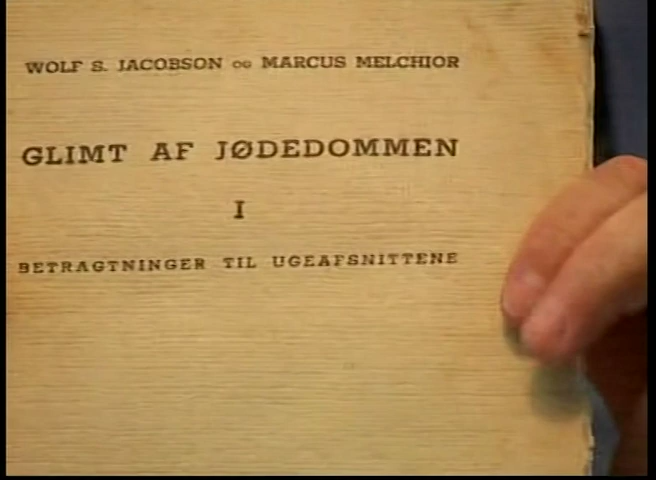 WOLF S. JACOBSON OG MARCUS MELCHIOR
GLIMT AF JØDEDOMMEN
I
BETRAGTNINGER TIL UGEAFSNITTENE